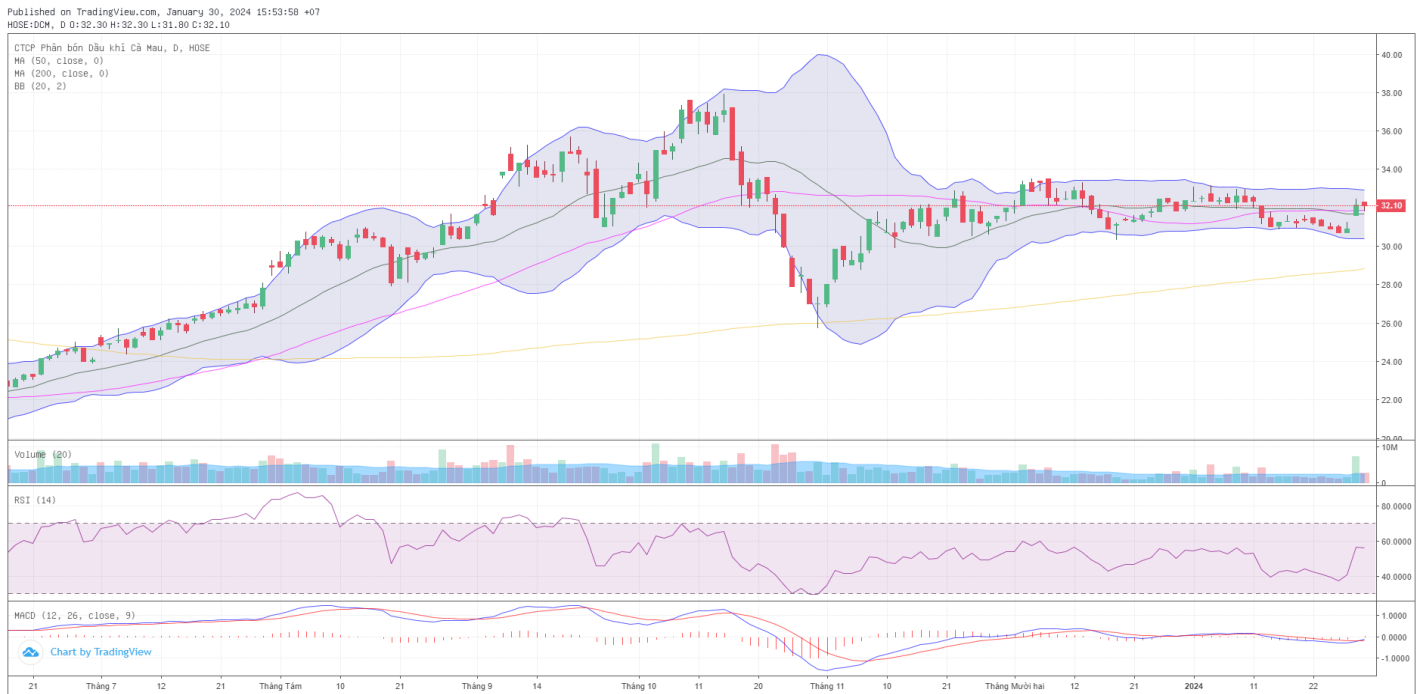 Published on TradingView.com, January 30, 2024 15:53:58 +07
HOSE:DCM, D O:32.30 H:32.30 L:31.80 C:32.10
CTCP Phân bón Dầu khí Cà Mau, D, HOSE
MA (50, close, 0)
MA (200, close, 0)
BB (20, 2)
40.00
38.00
36.00
34.00
32.10
30.00
28.00
26.00
24.00
22.00
20.00
Volume (20)
10M
0
RSI (14)
80.0000
60.0000
40.0000
MACD (12, 26, close, 9)
1.0000
0.0000
-1.0000
Chart by TradingView
21 Tháng 7 12 21 Tháng Tám 10 21 Tháng 9 14 Tháng 10 11 20 Tháng 11 10 21 Tháng Mười hai 12 21 2024 11 22